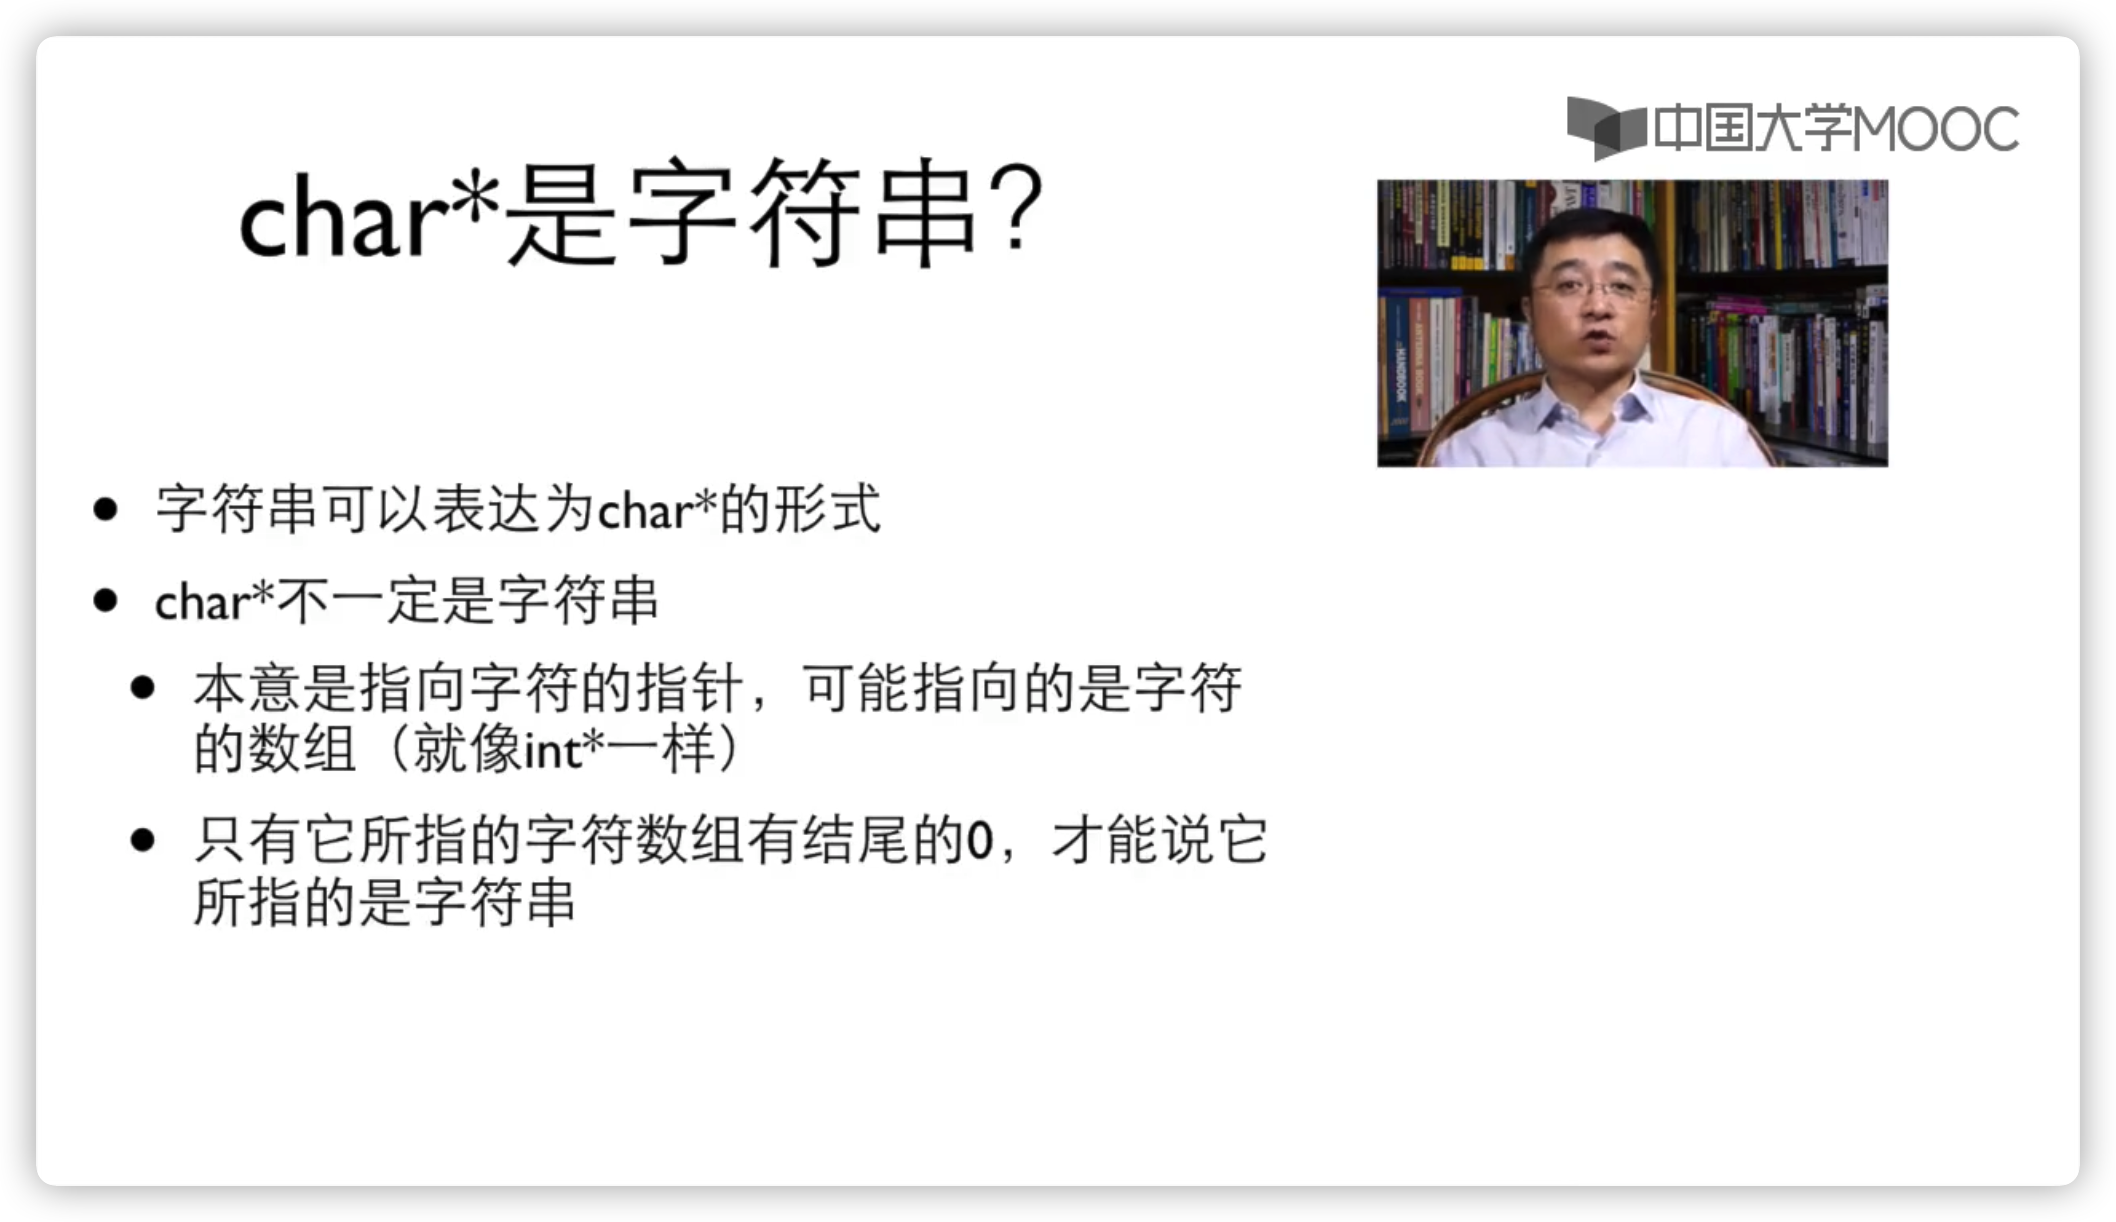 中国大学MOOC
char*是字符串？
字符串可以表达为char*的形式
char*不一定是字符串
本意是指向字符的指针，可能指向的是字符
的数组（就像int*一样）
只有它所指的字符数组有结尾的0，才能说它
所指的是字符串
HANDBOOK